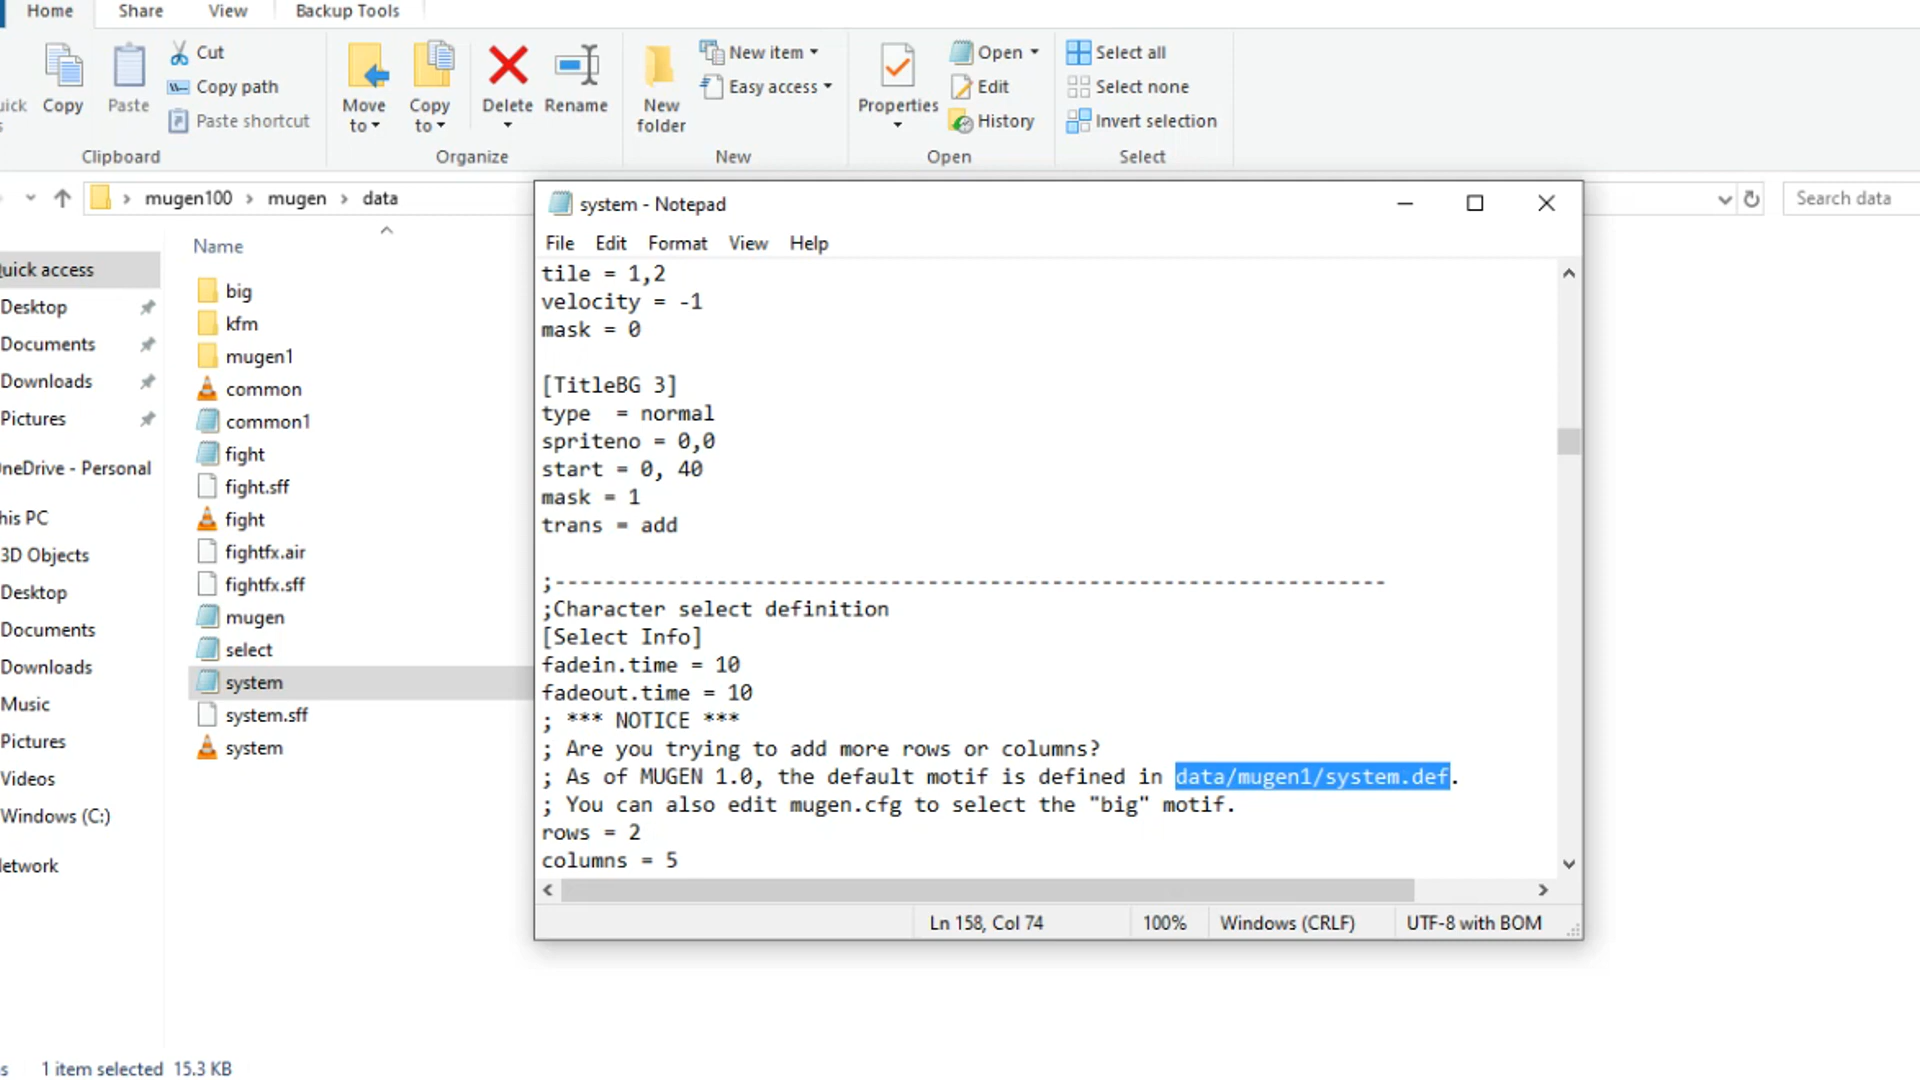 Home Share View Backup Tools
Copy
Paste
Cut
Copy path
Paste shortcut
Clipboard
Move to
Copy to
Delete
Rename
Organize
New folder
New item
Easy access
New
Properties
Open
Edit
History
Open
Select all
Select none
Invert selection
Select
mugen100 › mugen › data
Search data
Quick access
Desktop
Documents
Downloads
Pictures
OneDrive - Personal
This PC
3D Objects
Desktop
Documents
Downloads
Music
Pictures
Videos
Windows (C:)
Network
Name
big
kfm
mugen1
common
common1
fight
fight.sff
fight
fightfx.air
fightfx.sff
mugen
select
system
system.sff
system
system - Notepad
File Edit Format View Help
tile = 1,2
velocity = -1
mask = 0
[TitleBG 3]
type  = normal
spriteno = 0,0
start = 0, 40
mask = 1
trans = add
;-------------------------------------------------------------------
;Character select definition
[Select Info]
fadein.time = 10
fadeout.time = 10
; *** NOTICE ***
; Are you trying to add more rows or columns?
; As of MUGEN 1.0, the default motif is defined in data/mugen1/system.def.
; You can also edit mugen.cfg to select the "big" motif.
rows = 2
columns = 5
Ln 158, Col 74 100% Windows (CRLF) UTF-8 with BOM
1 item selected 15.3 KB